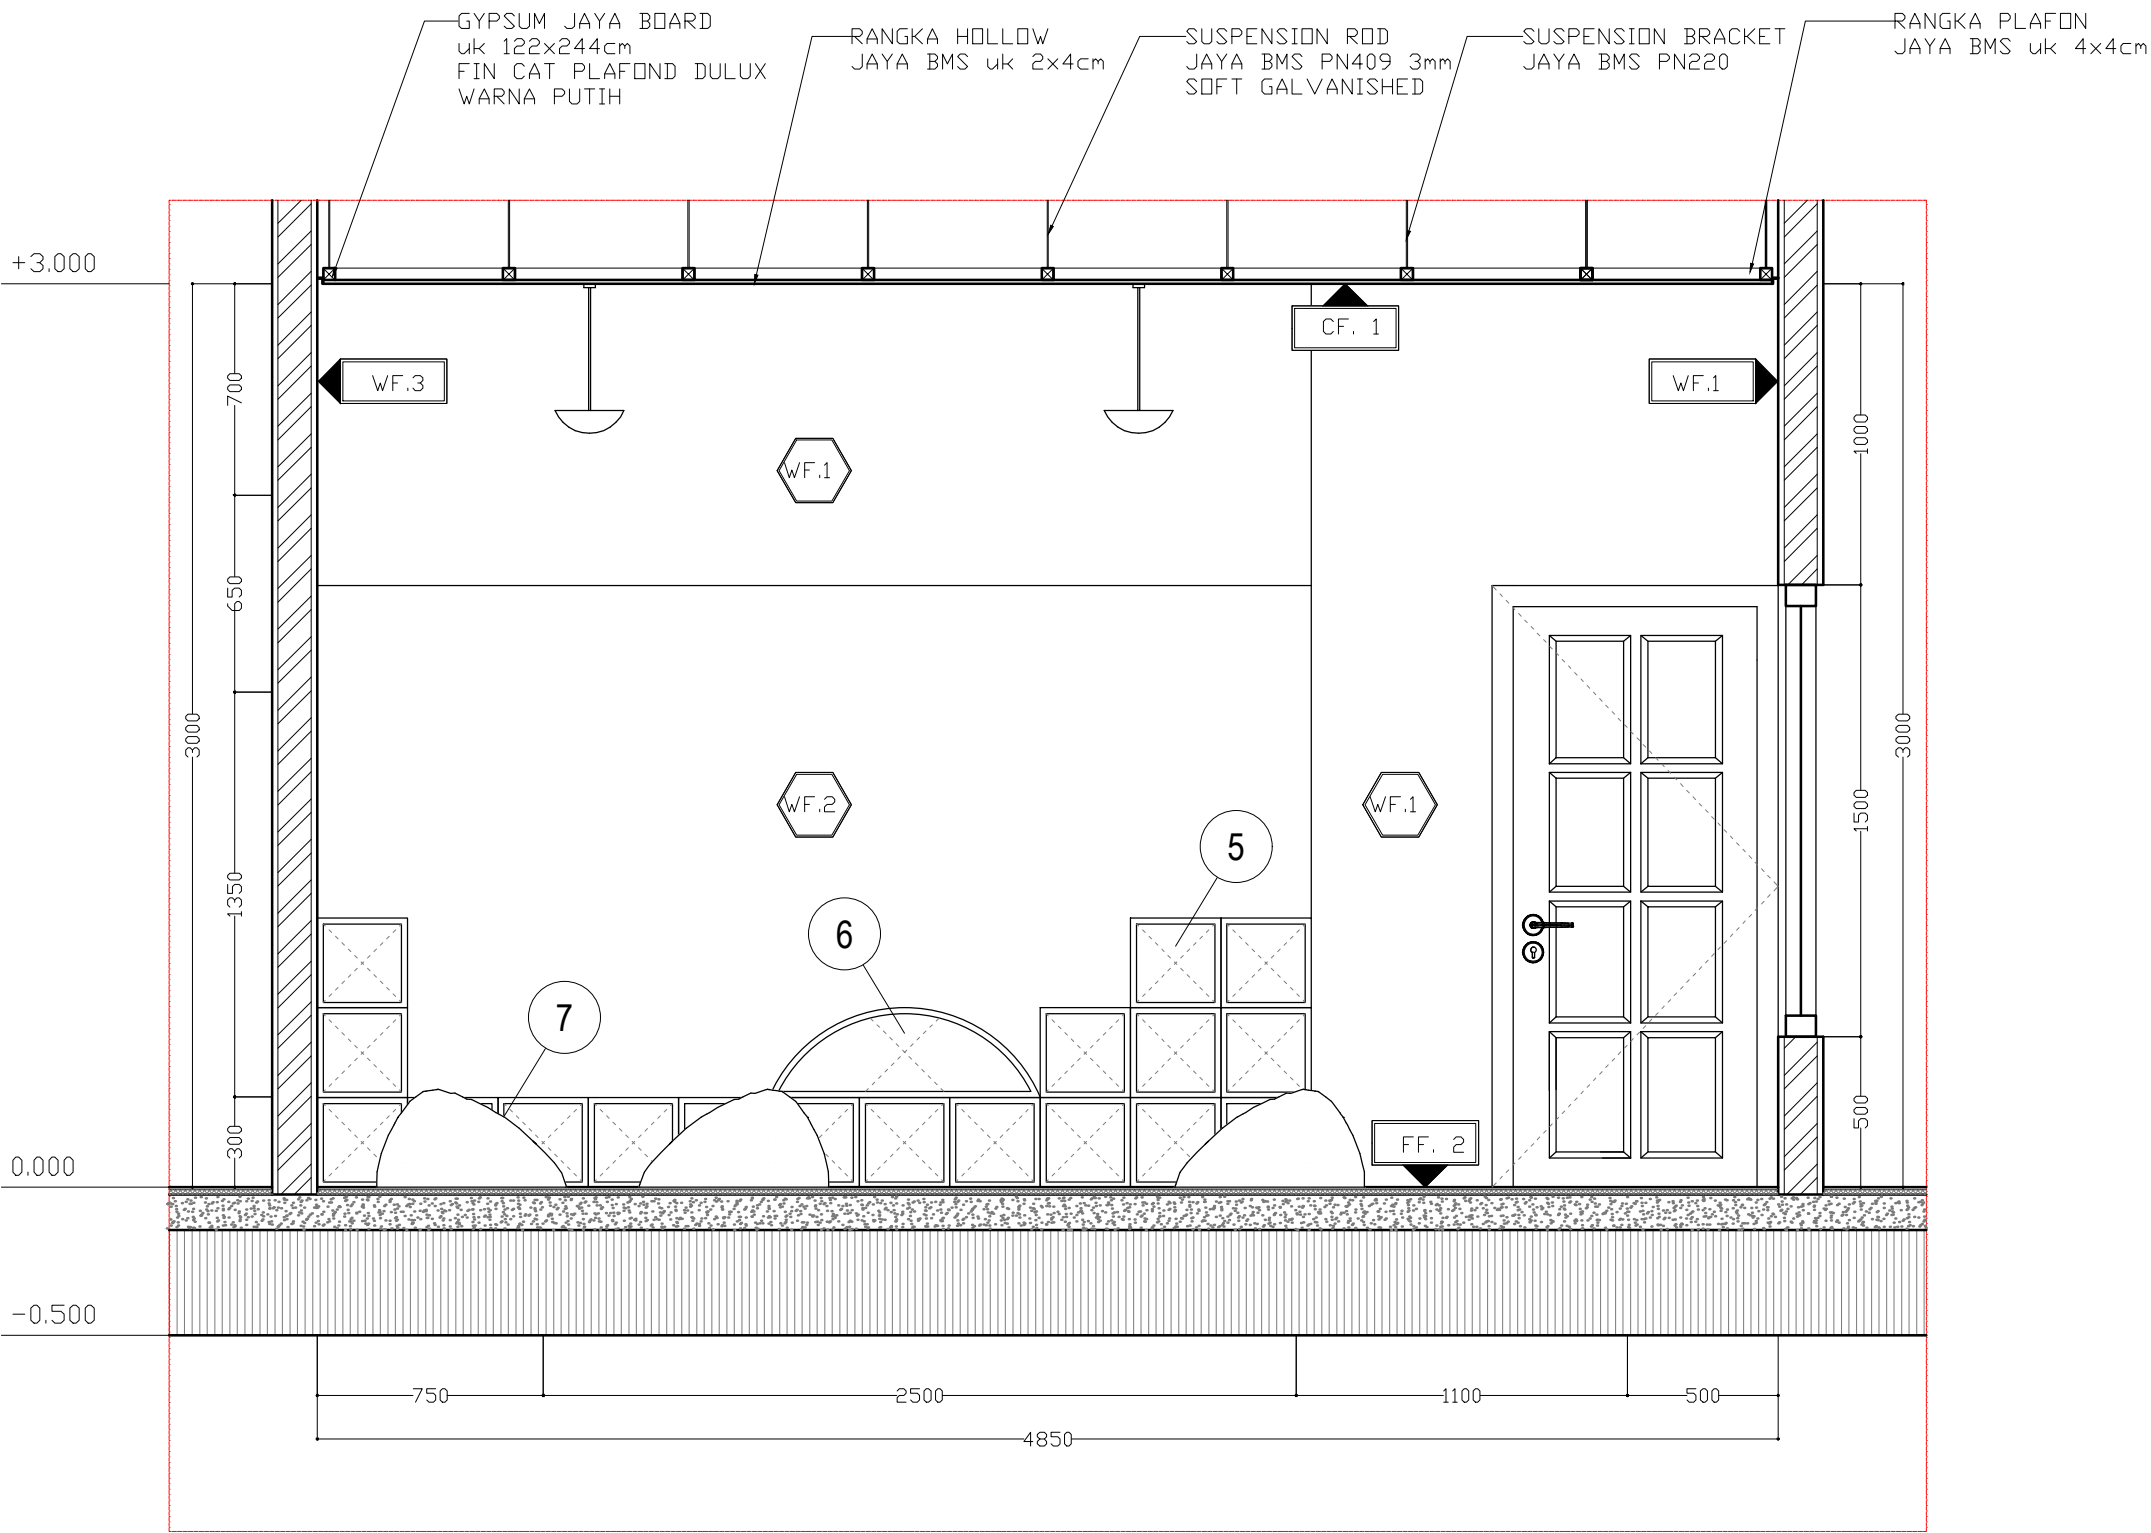 GYPSUM JAYA BOARD
uk 122x244cm
FIN CAT PLAFOND DULUX
WARNA PUTIH
RANGKA HOLLOW
JAYA BMS uk 2x4cm
SUSPENSION ROD
JAYA BMS PN409 3mm
SOFT GALVANISHED
SUSPENSION BRACKET
JAYA BMS PN220
RANGKA PLAFON
JAYA BMS uk 4x4cm
+3.000
CF. 1
WF.3
WF.1
700
1000
WF.1
650
3000
3000
WF.2
WF.1
1500
5
1350
6
7
300
FF. 2
500
0.000
-0.500
750
2500
1100
500
4850